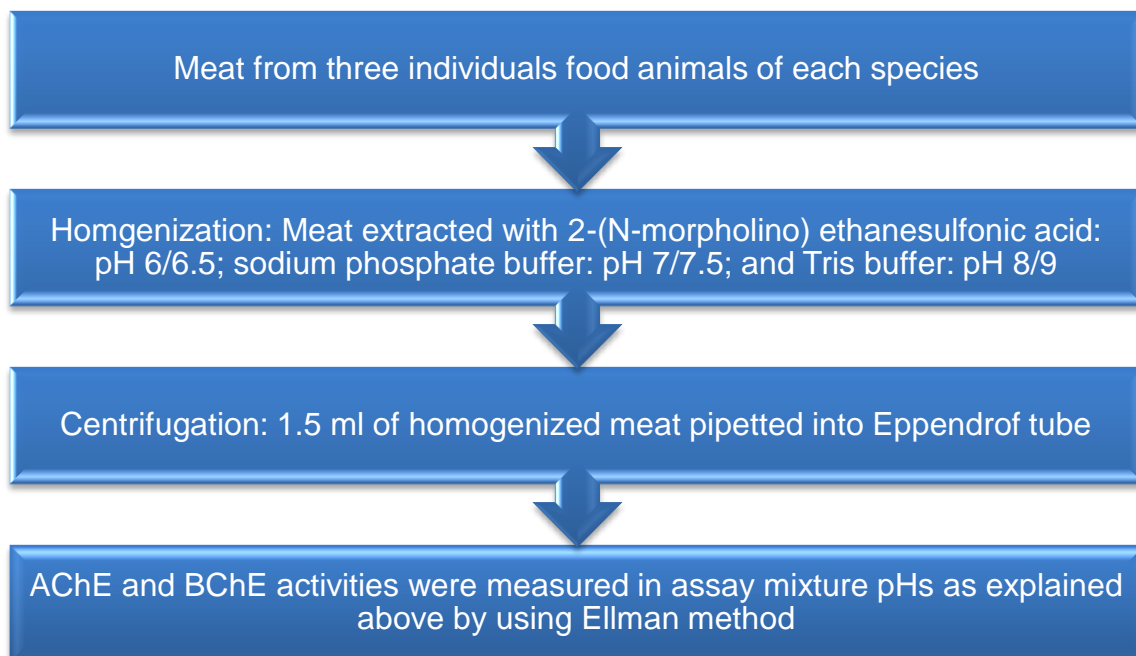 Meat from three individuals food animals of each species
Homgenization: Meat extracted with 2-(N-morpholino) ethanesulfonic acid:
pH 6/6.5; sodium phosphate buffer: pH 7/7.5; and Tris buffer: pH 8/9
Centrifugation: 1.5 ml of homogenized meat pipetted into Eppendrof tube
AChE and BChE activities were measured in assay mixture pHs as explained
above by using Ellman method